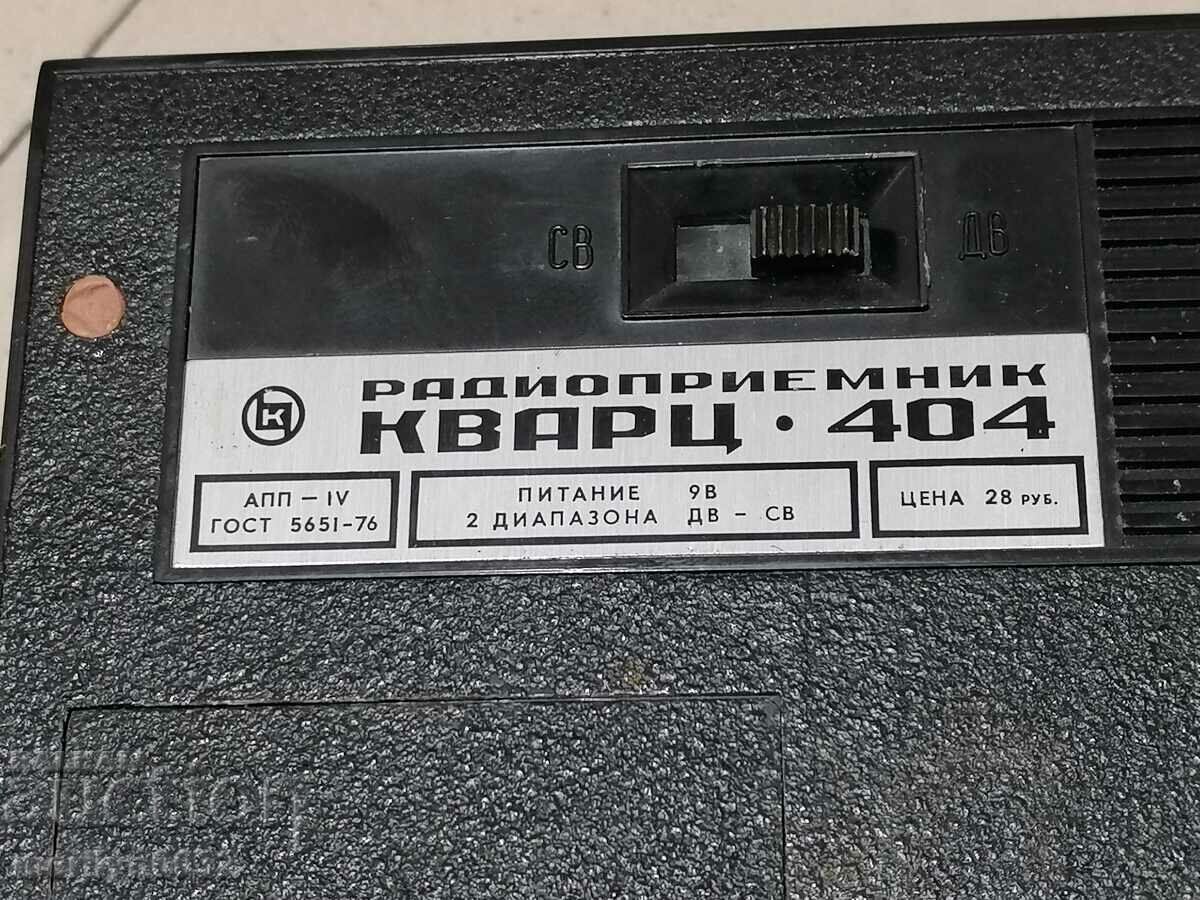 СВ ДВ
К
РАДИОПРИЕМНИК
КВАРЦ · 404
АПП – IV
ГОСТ 5651-76
ПИТАНИЕ 9В
2 ДИАПАЗОНА ДВ – СВ
ЦЕНА 28 РУБ.